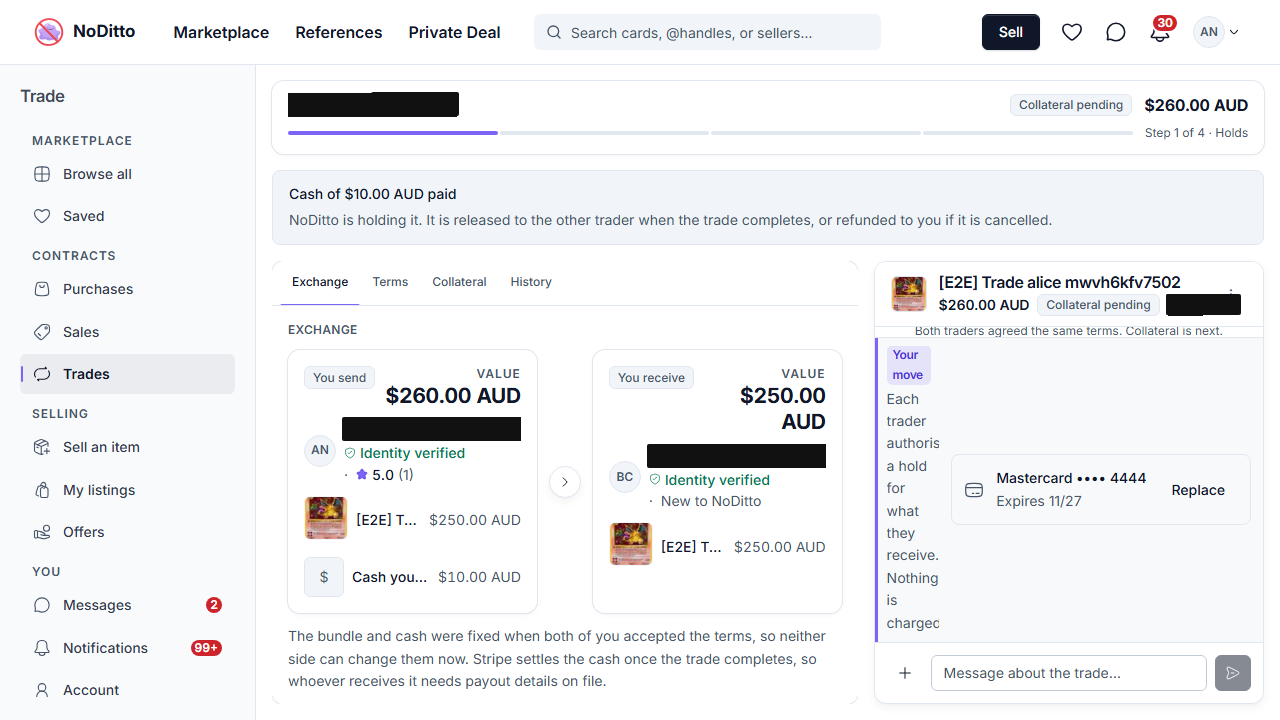 NoDitto
Marketplace
References
Private Deal
Search cards, @handles, or sellers...
Sell
30
AN
Trade
MARKETPLACE
Browse all
Saved
CONTRACTS
Purchases
Sales
Trades
SELLING
Sell an item
My listings
Offers
YOU
Messages
2
Notifications
99+
Account
Collateral pending
$260.00 AUD
Step 1 of 4 · Holds
Cash of $10.00 AUD paid
NoDitto is holding it. It is released to the other trader when the trade completes, or refunded to you if it is cancelled.
Exchange
Terms
Collateral
History
EXCHANGE
You send
VALUE
$260.00 AUD
AN
Identity verified
· 5.0 (1)
[E2E] T...
$250.00 AUD
$
Cash you...
$10.00 AUD
You receive
VALUE
$250.00
AUD
BC
Identity verified
· New to NoDitto
[E2E] T...
$250.00 AUD
The bundle and cash were fixed when both of you accepted the terms, so neither
side can change them now. Stripe settles the cash once the trade completes, so
whoever receives it needs payout details on file.
[E2E] Trade alice mwvh6kfv7502
$260.00 AUD
Collateral pending
Both traders agreed the same terms. Collateral is next.
Your
move
Each
trader
authoris
a hold
for
what
they
receive.
Nothing
is
charged
Mastercard •••• 4444
Expires 11/27
Replace
Message about the trade...